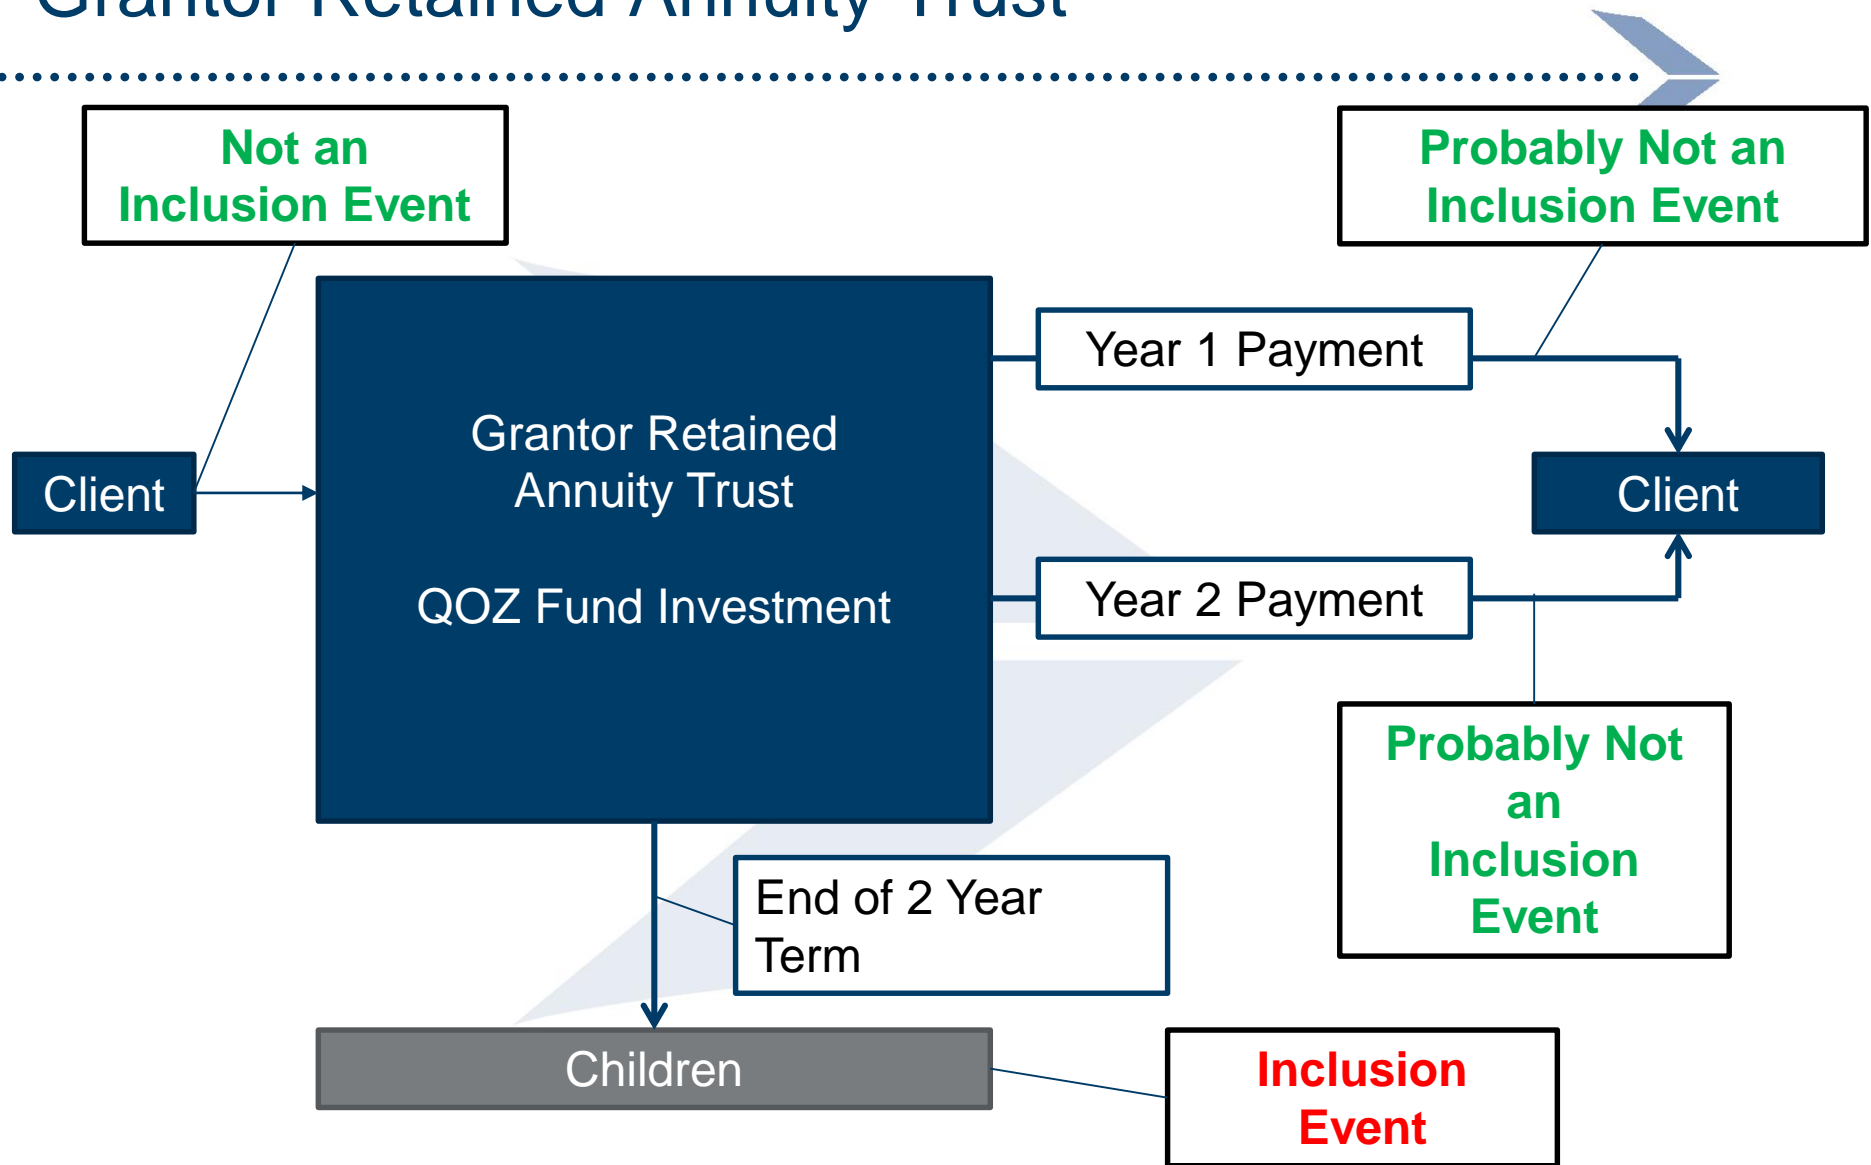 Grantor Retained Annuity Trust
Not an
Inclusion Event
Probably Not an
Inclusion Event
Year 1 Payment
Grantor Retained
Annuity Trust
QOZ Fund Investment
Client
Client
Year 2 Payment
Probably Not
an
Inclusion
Event
End of 2 Year
Term
Children
Inclusion
Event